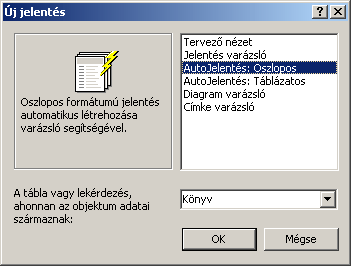 Új jelentés
Oszlopos formátumú jelentés
automatikus létrehozása
varázsló segítségével.
Tervező nézet
Jelentés varázsló
AutoJelentés: Oszlopos
AutoJelentés: Táblázatos
Diagram varázsló
Címke varázsló
A tábla vagy lekérdezés,
ahonnan az objektum adatai
származnak:
Könyv
OK
Mégse